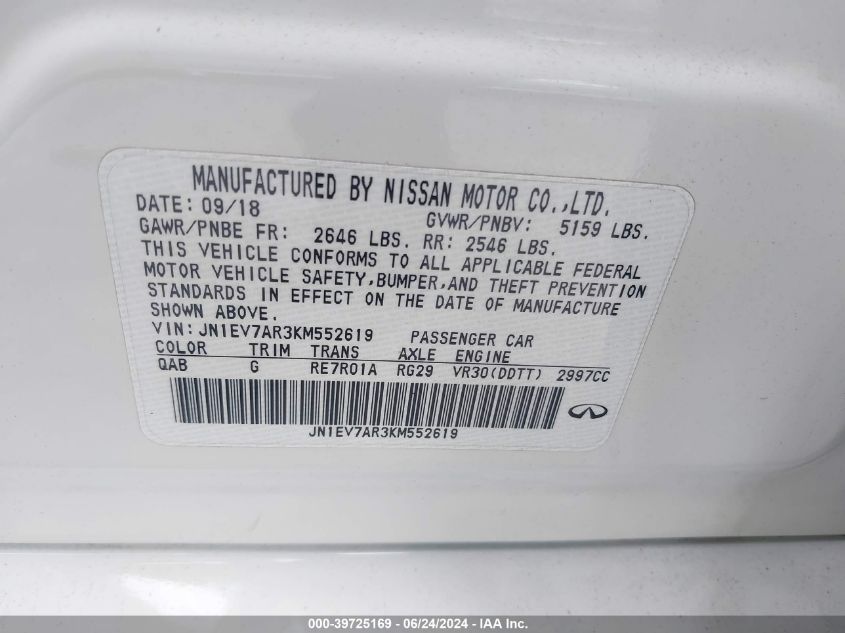 MANUFACTURED BY NISSAN MOTOR CO.,LTD.
DATE: 09/18 GVWR/PNBV: 5159 LBS.
GAWR/PNBE FR: 2646 LBS. RR: 2546 LBS.
THIS VEHICLE CONFORMS TO ALL APPLICABLE FEDERAL
MOTOR VEHICLE SAFETY,BUMPER,AND THEFT PREVENTION
STANDARDS IN EFFECT ON THE DATE OF MANUFACTURE
SHOWN ABOVE.
VIN:JN1EV7AR3KM552619 PASSENGER CAR
COLOR TRIM TRANS AXLE ENGINE
QAB G RE7R01A RG29 VR30(DDTT) 2997CC
JN1EV7AR3KM552619
000-39725169 - 06/24/2024 - IAA Inc.